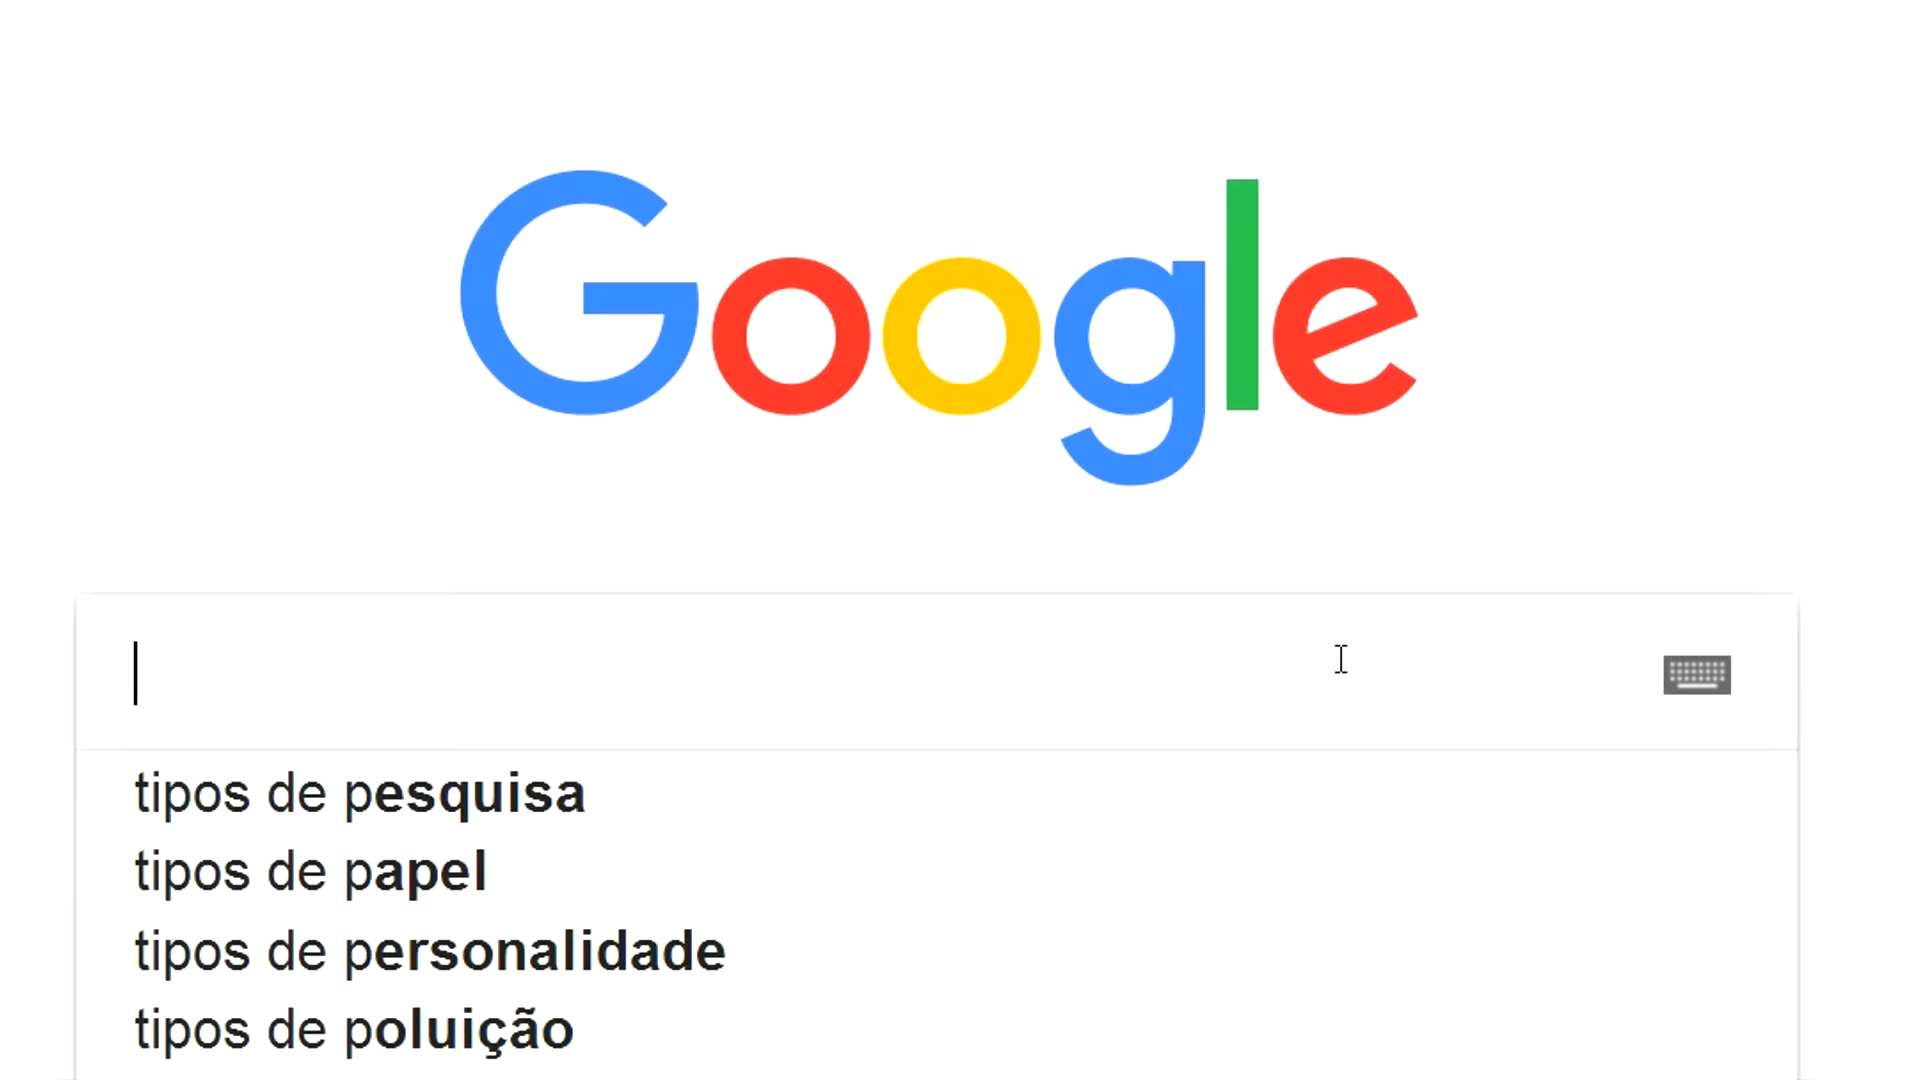 Google
tipos de pesquisa
tipos de papel
tipos de personalidade
tipos de poluição